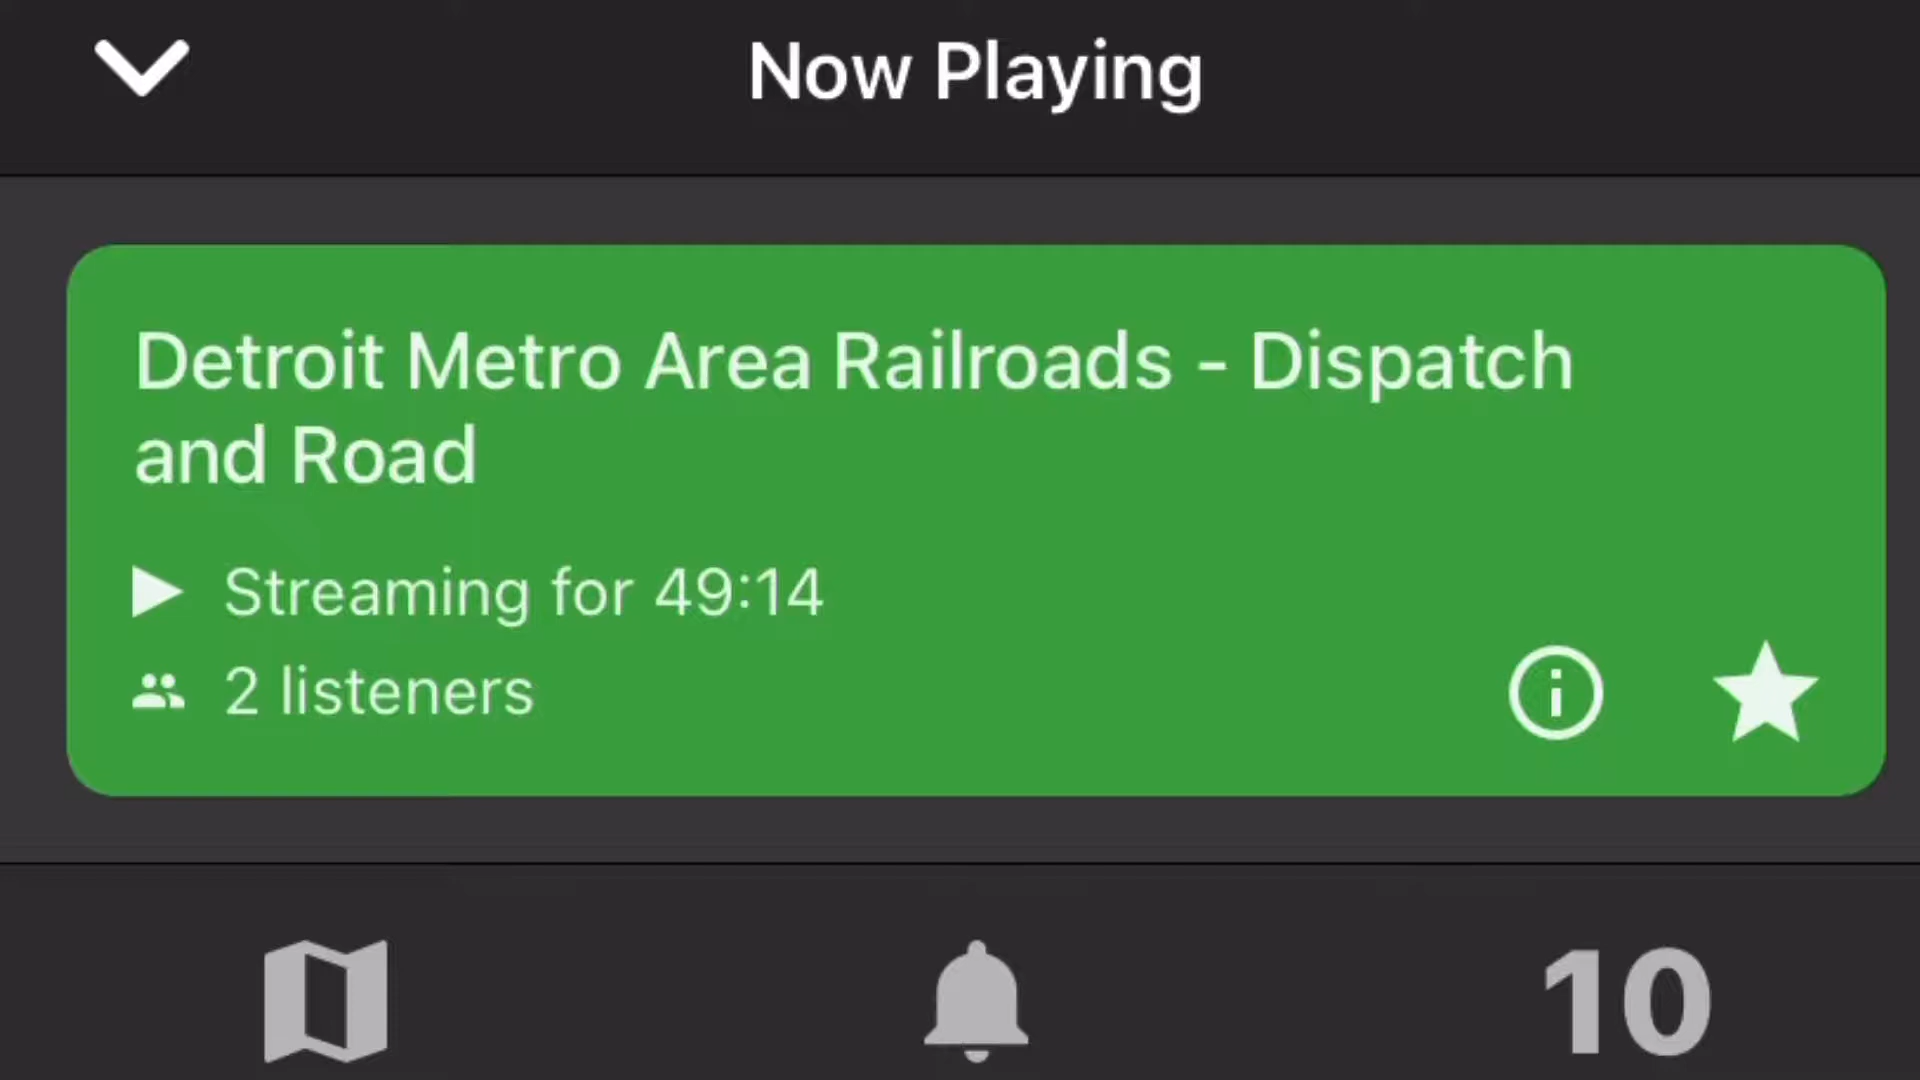 Now Playing
Detroit Metro Area Railroads - Dispatch
and Road
Streaming for 49:14
2 listeners
10